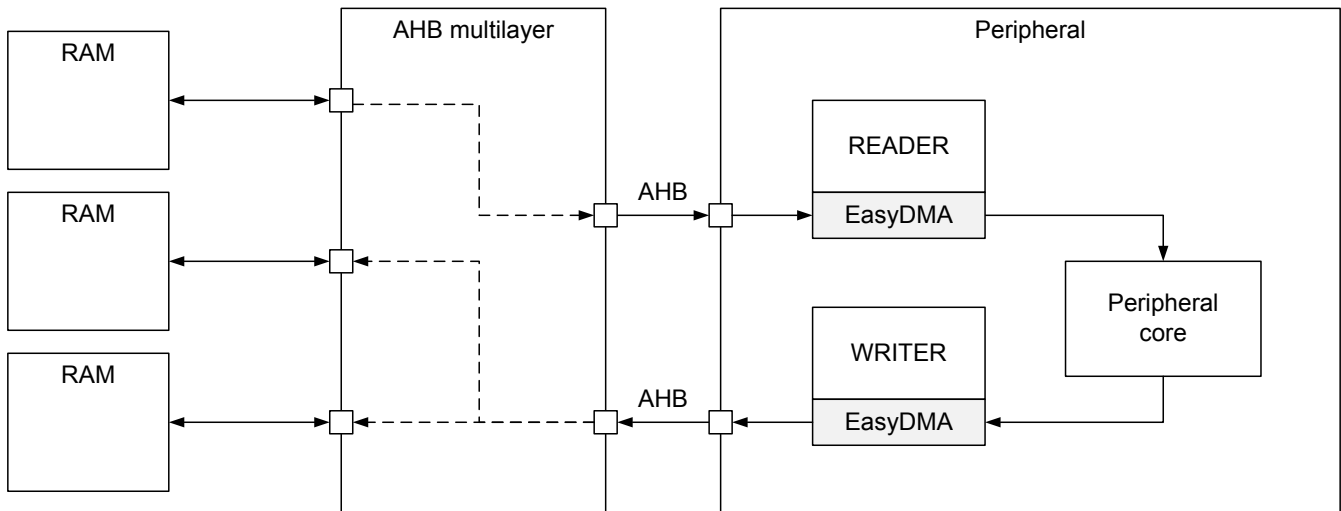 AHB multilayer
Peripheral
RAM
RAM
RAM
AHB
AHB
READER
EasyDMA
WRITER
EasyDMA
Peripheral
core